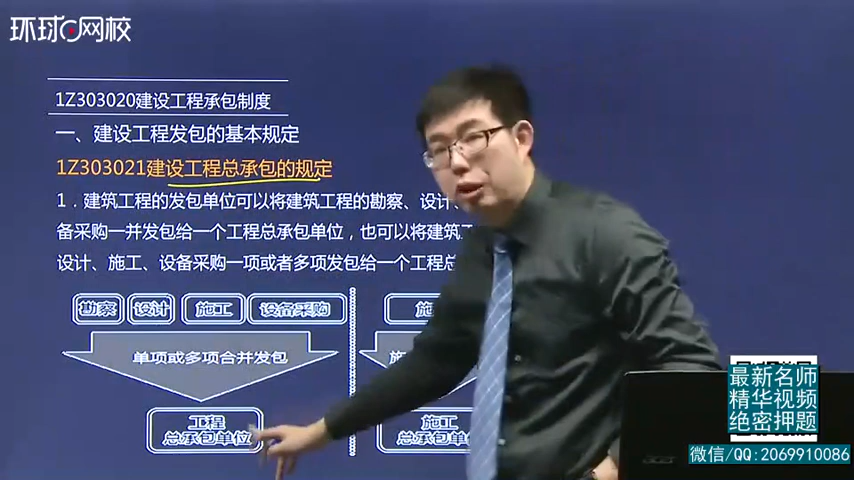 环球网校
1Z303020建设工程承包制度
一、建设工程发包的基本规定
1Z303021建设工程总承包的规定
1．建筑工程的发包单位可以将建筑工程的勘察、设计、
备采购一并发包给一个工程总承包单位，也可以将建筑工
设计、施工、设备采购一项或者多项发包给一个工程总
勘察 设计 施工 设备采购 施
单项或多项合并发包 施
工程 施工
总承包单位 总承包单
最新名师
精华视频
绝密押题
微信/QQ:2069910086
acer